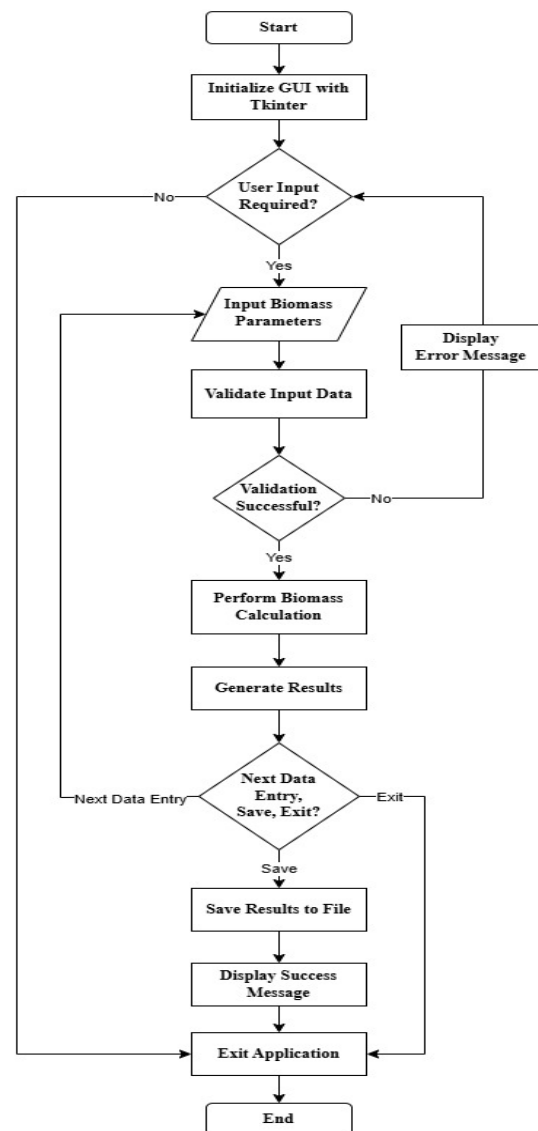 Start
Initialize GUI with
Tkinter
User Input
Required?
No
Yes
Input Biomass
Parameters
Display
Error Message
Validate Input Data
Validation
Successful?
No
Yes
Perform Biomass
Calculation
Generate Results
Next Data
Entry,
Save, Exit?
Next Data Entry
Exit
Save
Save Results to File
Display Success
Message
Exit Application
End